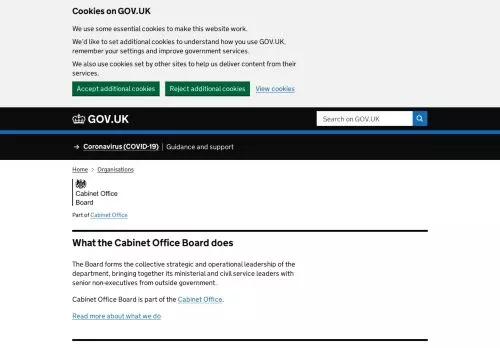 Cookies on GOV.UK
We use some essential cookies to make this website work.
We'd like to set additional cookies to understand how you use GOV.UK,
remember your settings and improve government services.
We also use cookies set by other sites to help us deliver content from their
services.
Accept additional cookies Reject additional cookies View cookies
GOV.UK Search on GOV.UK
→ Coronavirus (COVID-19) Guidance and support
Home > Organisations
Cabinet Office
Board
Part of Cabinet Office
What the Cabinet Office Board does
The Board forms the collective strategic and operational leadership of the
department, bringing together its ministerial and civil service leaders with
senior non-executives from outside government.
Cabinet Office Board is part of the Cabinet Office.
Read more about what we do